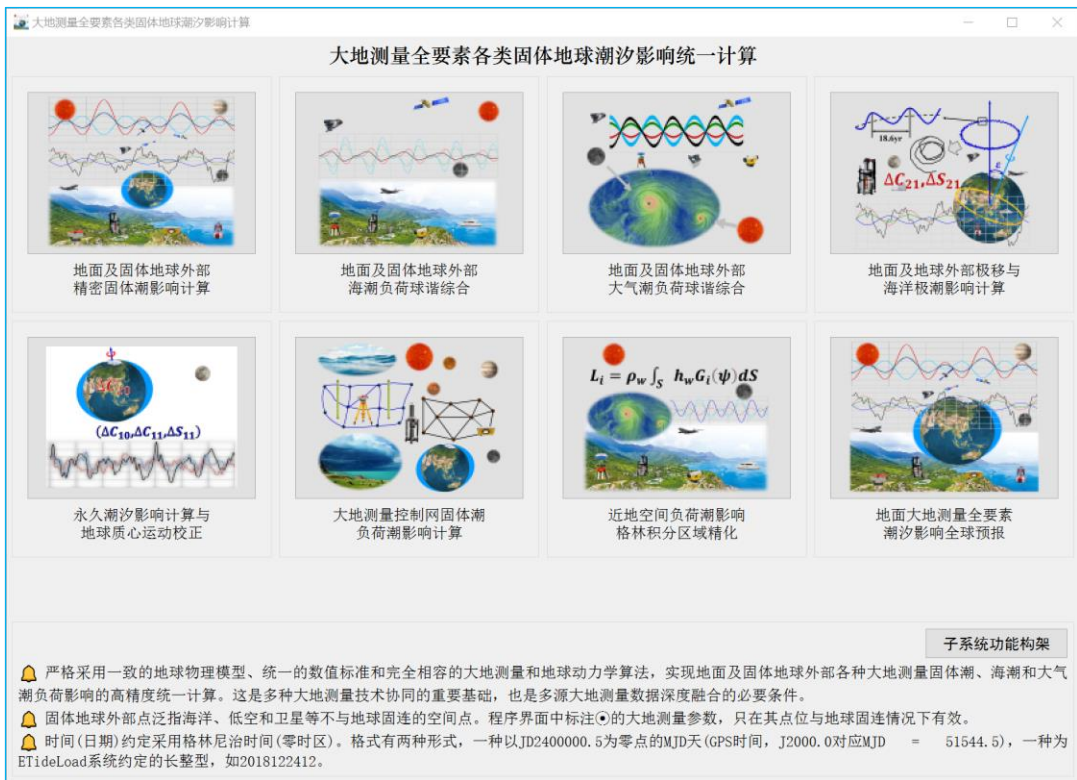 大地测量全要素各类固体地球潮汐影响计算
大地测量全要素各类固体地球潮汐影响统一计算
18.6yr
ε
ΔC21,ΔS21
地面及固体地球外部
精密固体潮影响计算
地面及固体地球外部
海潮负荷球谐综合
地面及固体地球外部
大气潮负荷球谐综合
地面及地球外部极移与
海洋极潮影响计算
(ΔC10,ΔC11,ΔS11)
Li = ρw ∫S hwGi(ψ)dS
永久潮汐影响计算与
地球质心运动校正
大地测量控制网固体潮
负荷潮影响计算
近地空间负荷潮影响
格林积分区域精化
地面大地测量全要素
潮汐影响全球预报
子系统功能构架
严格采用一致的地球物理模型、统一的数值标准和完全相容的大地测量和地球动力学算法，实现地面及固体地球外部各种大地测量固体潮、海潮和大气
潮负荷影响的高精度统一计算。这是多种大地测量技术协同的重要基础，也是多源大地测量数据深度融合的必要条件。
固体地球外部点泛指海洋、低空和卫星等不与地球固连的空间点。程序界面中标注⊙的大地测量参数，只在其点位与地球固连情况下有效。
时间(日期)约定采用格林尼治时间(零时区)。格式有两种形式，一种以JD2400000.5为零点的MJD天(GPS时间，J2000.0对应MJD = 51544.5)，一种为
ETideLoad系统约定的长整型，如2018122412。